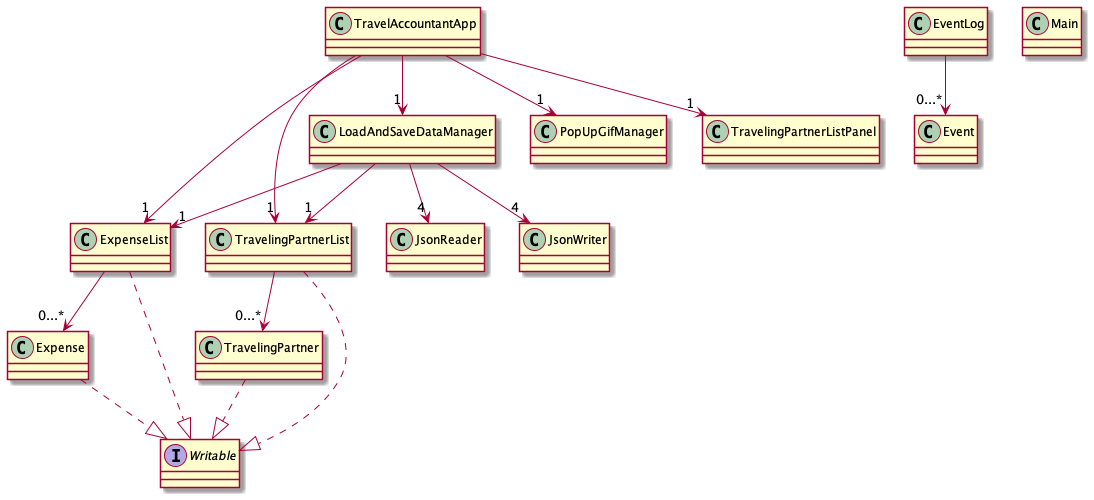 C TravelAccountantApp
C EventLog
C Main
1
1
1
0...*
C LoadAndSaveDataManager
C PopUpGifManager
C TravelingPartnerListPanel
C Event
1
1
1
1
4
4
C ExpenseList
C TravelingPartnerList
C JsonReader
C JsonWriter
0...*
0...*
C Expense
C TravelingPartner
I Writable